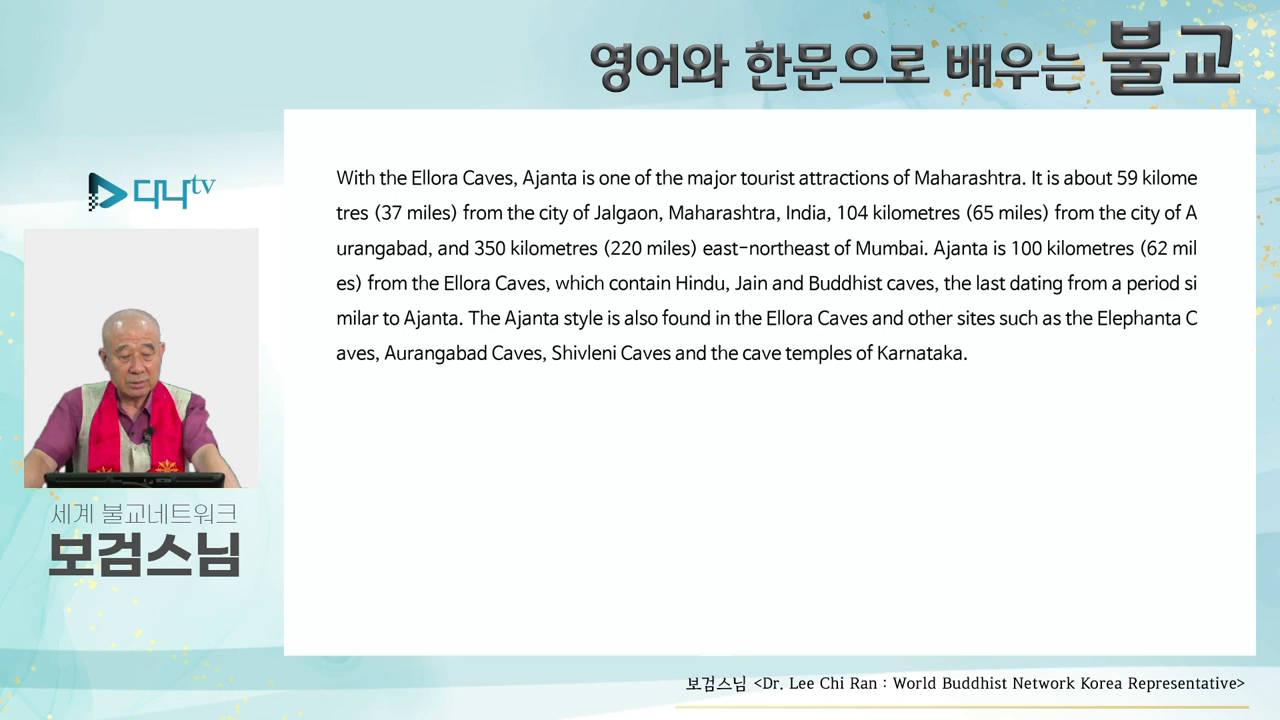 영어와 한문으로 배우는 불교
디나tv
With the Ellora Caves, Ajanta is one of the major tourist attractions of Maharashtra. It is about 59 kilome
tres (37 miles) from the city of Jalgaon, Maharashtra, India, 104 kilometres (65 miles) from the city of A
urangabad, and 350 kilometres (220 miles) east-northeast of Mumbai. Ajanta is 100 kilometres (62 mil
es) from the Ellora Caves, which contain Hindu, Jain and Buddhist caves, the last dating from a period si
milar to Ajanta. The Ajanta style is also found in the Ellora Caves and other sites such as the Elephanta C
aves, Aurangabad Caves, Shivleni Caves and the cave temples of Karnataka.
세계 불교네트워크
보검스님
보검스님 <Dr. Lee Chi Ran : World Buddhist Network Korea Representative>